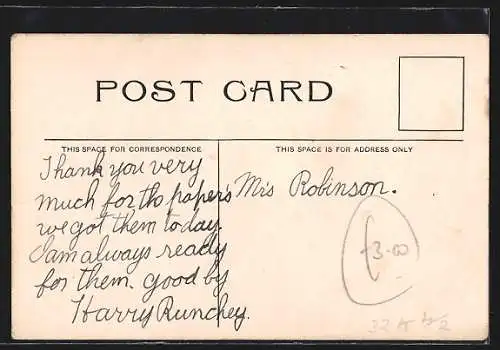 POST CARD
THIS SPACE FOR CORRESPONDENCE
THIS SPACE IS FOR ADDRESS ONLY
Thank you very
much for the papers
we got them today.
I am always ready
for them. good by
Harry Runchey.
Mrs Robinson.
£3-00